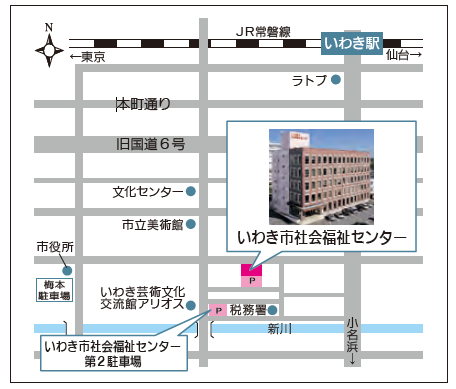 N
JR常磐線
いわき駅
←東京
仙台→
ラトブ
本町通り
旧国道6号
文化センター
市立美術館
いわき市社会福祉センター
市役所
P
梅本
駐車場
いわき芸術文化
交流館アリオス
P
税務署
新川
小名浜→
いわき市社会福祉センター
第2駐車場